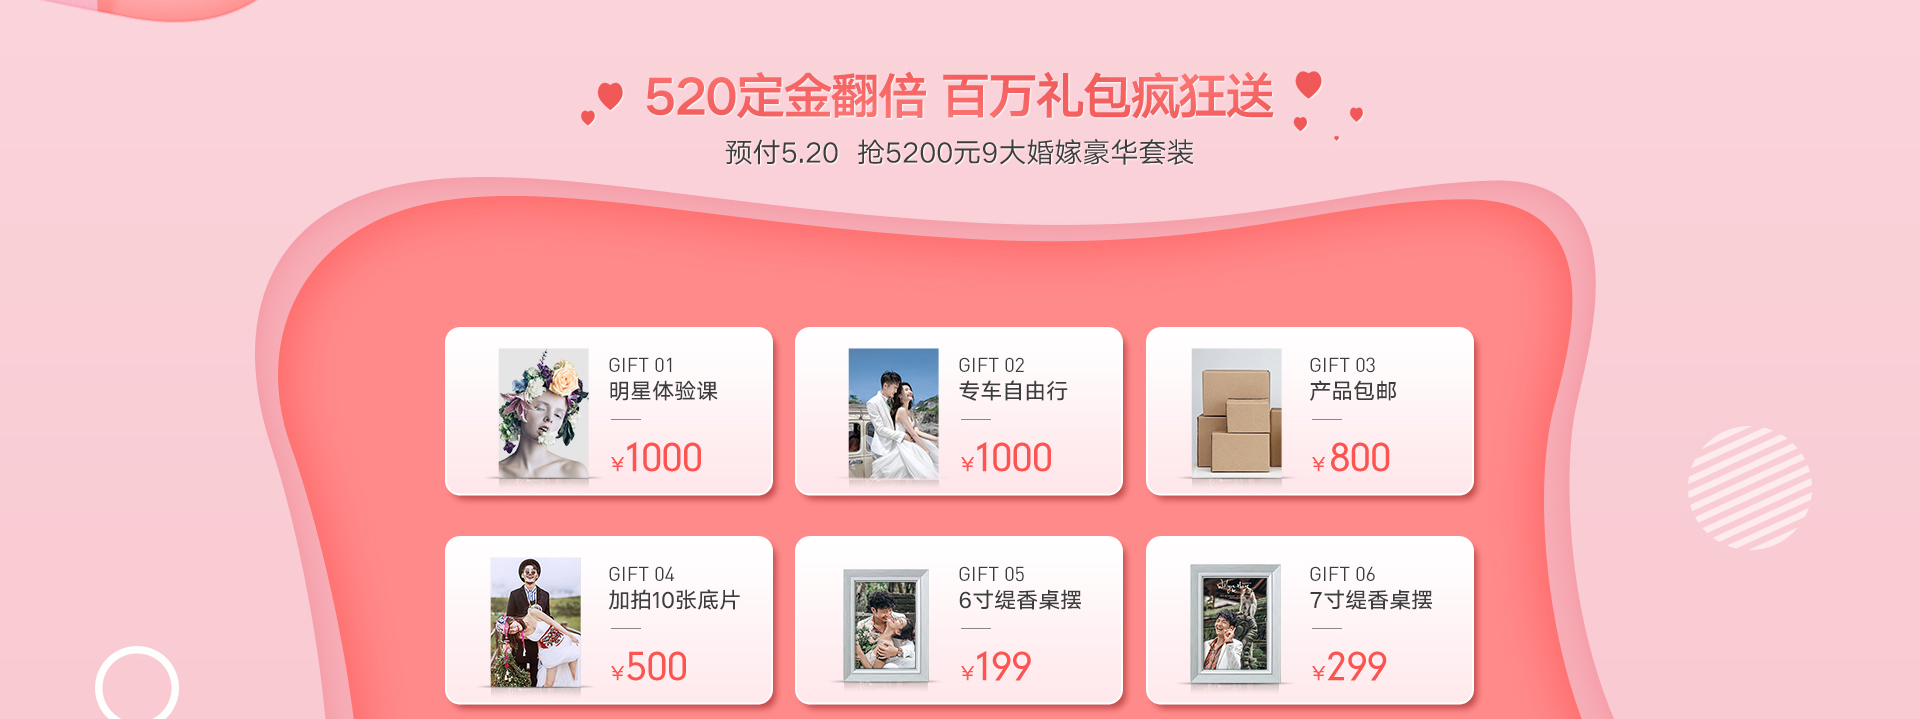 520定金翻倍 百万礼包疯狂送
预付5.20 抢5200元9大婚嫁豪华套装
GIFT 01
明星体验课
¥1000
GIFT 02
专车自由行
¥1000
GIFT 03
产品包邮
¥800
GIFT 04
加拍10张底片
¥500
GIFT 05
6寸缇香桌摆
¥199
GIFT 06
7寸缇香桌摆
¥299